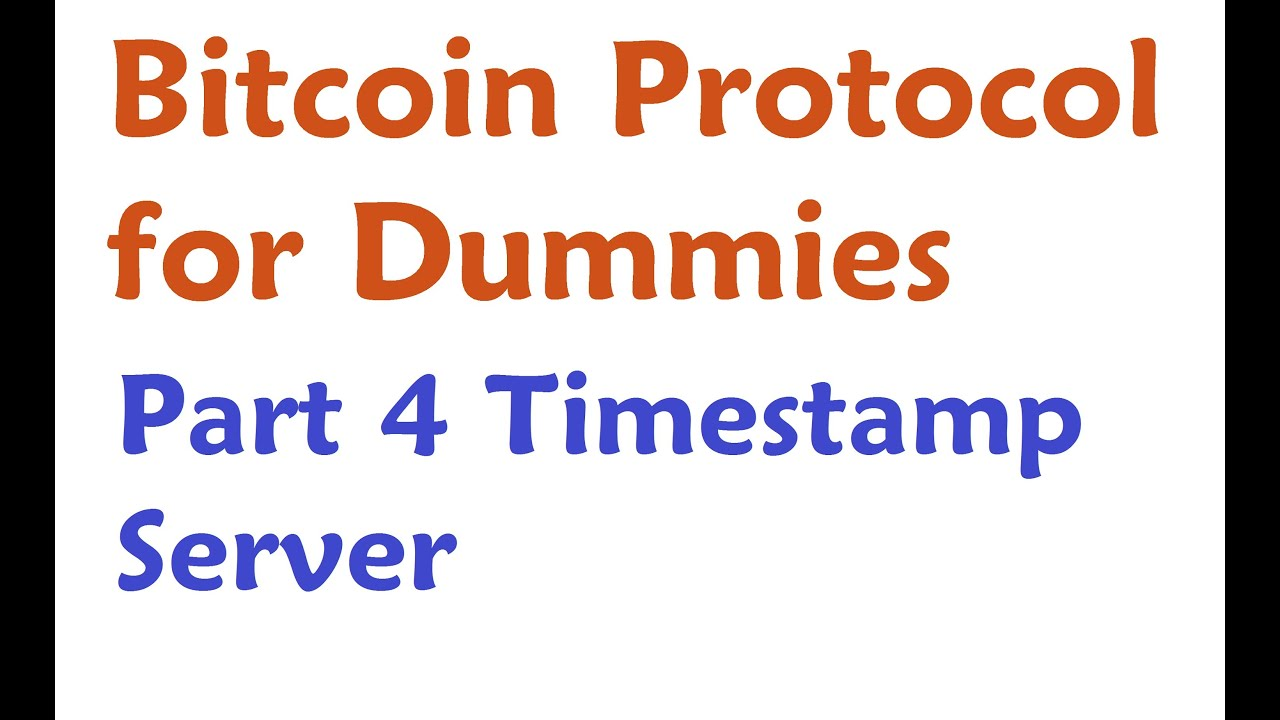 Bitcoin Protocol
for Dummies
Part 4 Timestamp
Server